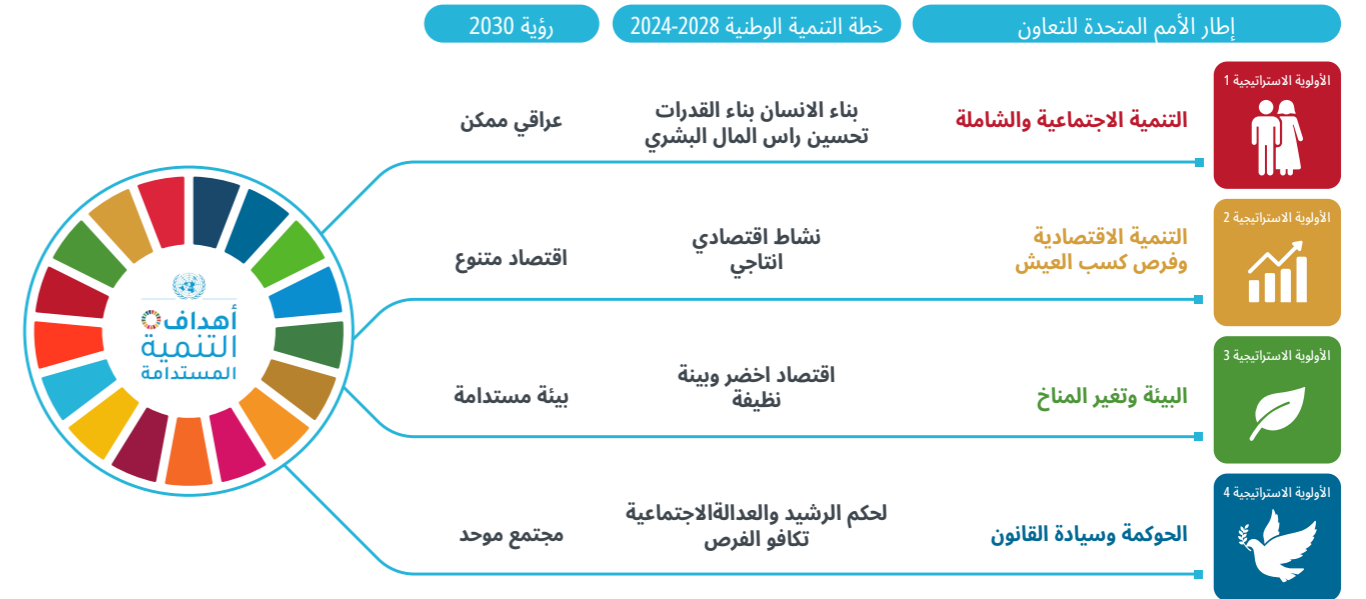 إطار الأمم المتحدة للتعاون
خطة التنمية الوطنية 2024-2028
رؤية 2030
الأولوية الاستراتيجية 1
التنمية الاجتماعية والشاملة
بناء الانسان بناء القدرات
تحسين راس المال البشري
عراقي ممكن
الأولوية الاستراتيجية 2
التنمية الاقتصادية
وفرص كسب العيش
نشاط اقتصادي
انتاجي
اقتصاد متنوع
الأولوية الاستراتيجية 3
البيئة وتغير المناخ
اقتصاد اخضر وبينة
نظيفة
بيئة مستدامة
الأولوية الاستراتيجية 4
الحوكمة وسيادة القانون
لحكم الرشيد والعدالةالاجتماعية
تكافو الفرص
مجتمع موحد
أهداف
التنمية
المستدامة